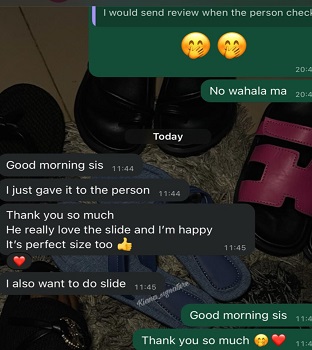 I would send review when the person check
🤭🤭
20:4
No wahala ma 20:4
Today
Good morning sis 11:44
I just gave it to the person 11:44
Thank you so much
He really love the slide and I'm happy
It's perfect size too 👍 11:45
❤️
I also want to do slide 11:45
Kiana_signature
Good morning sis 11:4
Thank you so much 🤭❤️ 11:4